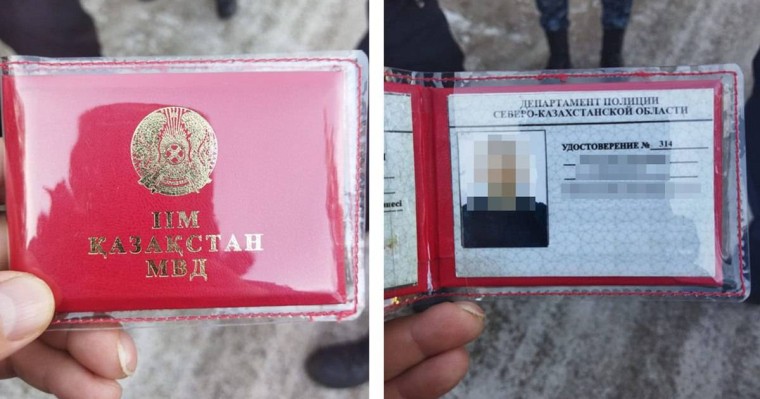 ІІМ
ҚАЗАҚСТАН
МВД
ДЕПАРТАМЕНТ ПОЛИЦИИ
СЕВЕРО-КАЗАХСТАНСКОЙ ОБЛАСТИ
УДОСТОВЕРЕНИЕ № 314